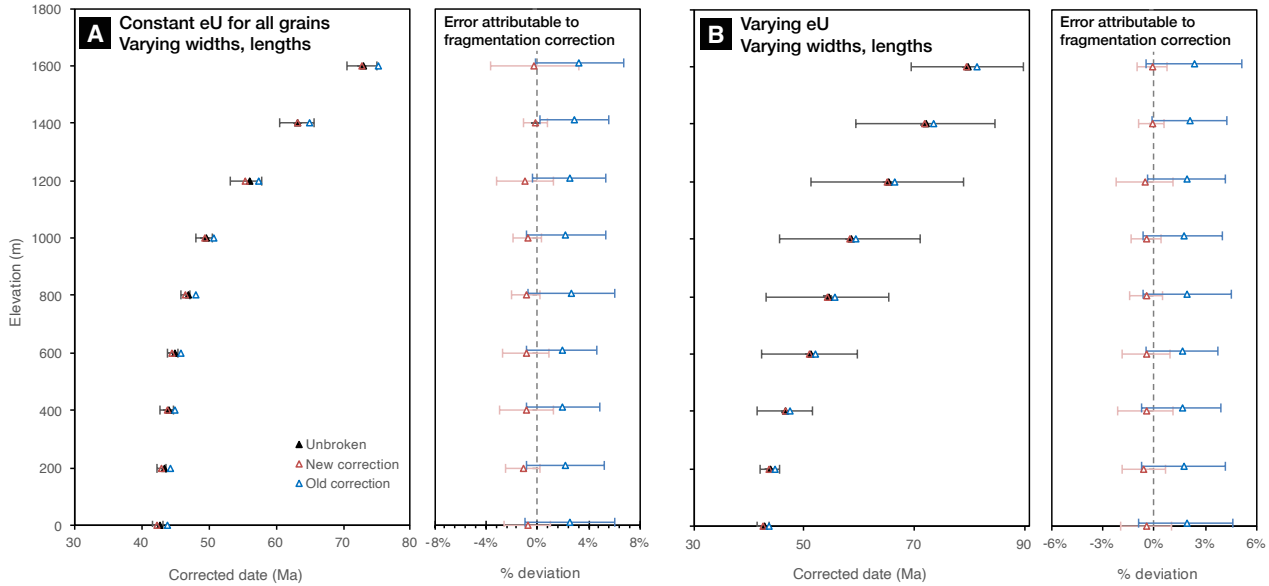 A
Constant eU for all grains
Varying widths, lengths
Error attributable to
fragmentation correction
B
Varying eU
Varying widths, lengths
Error attributable to
fragmentation correction
1800
1600
1400
1200
1000
800
600
400
200
0
Elevation (m)
Unbroken
New correction
Old correction
30 40 50 60 70 80
Corrected date (Ma)
-8% -4% 0% 4% 8%
% deviation
30 50 70 90
Corrected date (Ma)
-6% -3% 0% 3% 6%
% deviation